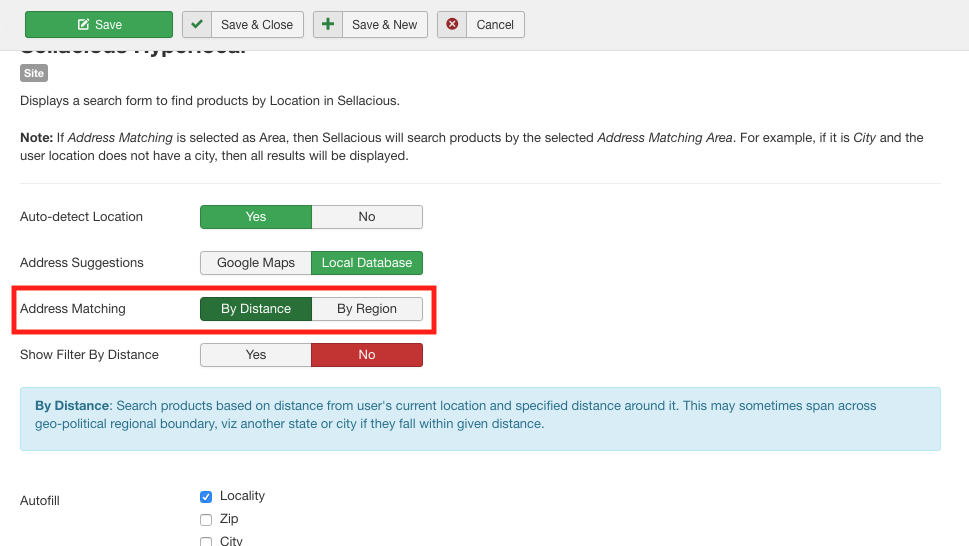 Save
Save & Close
Save & New
Cancel
Sellacious Hyperlocal
Site
Displays a search form to find products by Location in Sellacious.
Note: If Address Matching is selected as Area, then Sellacious will search products by the selected Address Matching Area. For example, if it is City and the
user location does not have a city, then all results will be displayed.
Auto-detect Location Yes No
Address Suggestions Google Maps Local Database
Address Matching By Distance By Region
Show Filter By Distance Yes No
By Distance: Search products based on distance from user's current location and specified distance around it. This may sometimes span across
geo-political regional boundary, viz another state or city if they fall within given distance.
Autofill
Locality
Zip
City